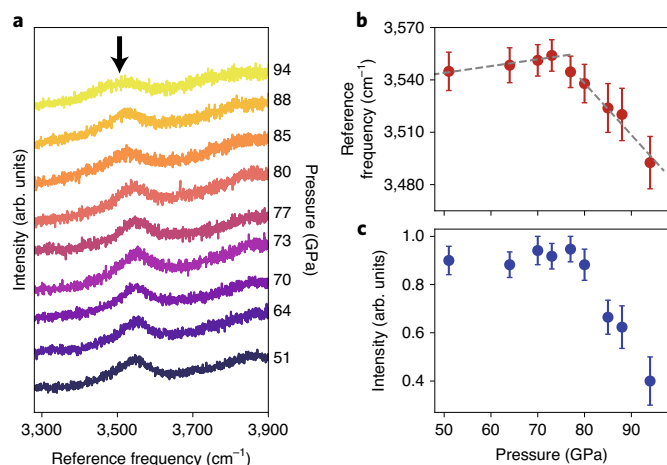 a
Intensity (arb. units)
94
88
85
80
77
73
70
64
51
Pressure (GPa)
3,300 3,500 3,700 3,900
Reference frequency (cm⁻¹)
b
Reference
frequency (cm⁻¹)
3,570
3,540
3,510
3,480
c
Intensity (arb. units)
1.0
0.8
0.6
0.4
50 60 70 80 90
Pressure (GPa)